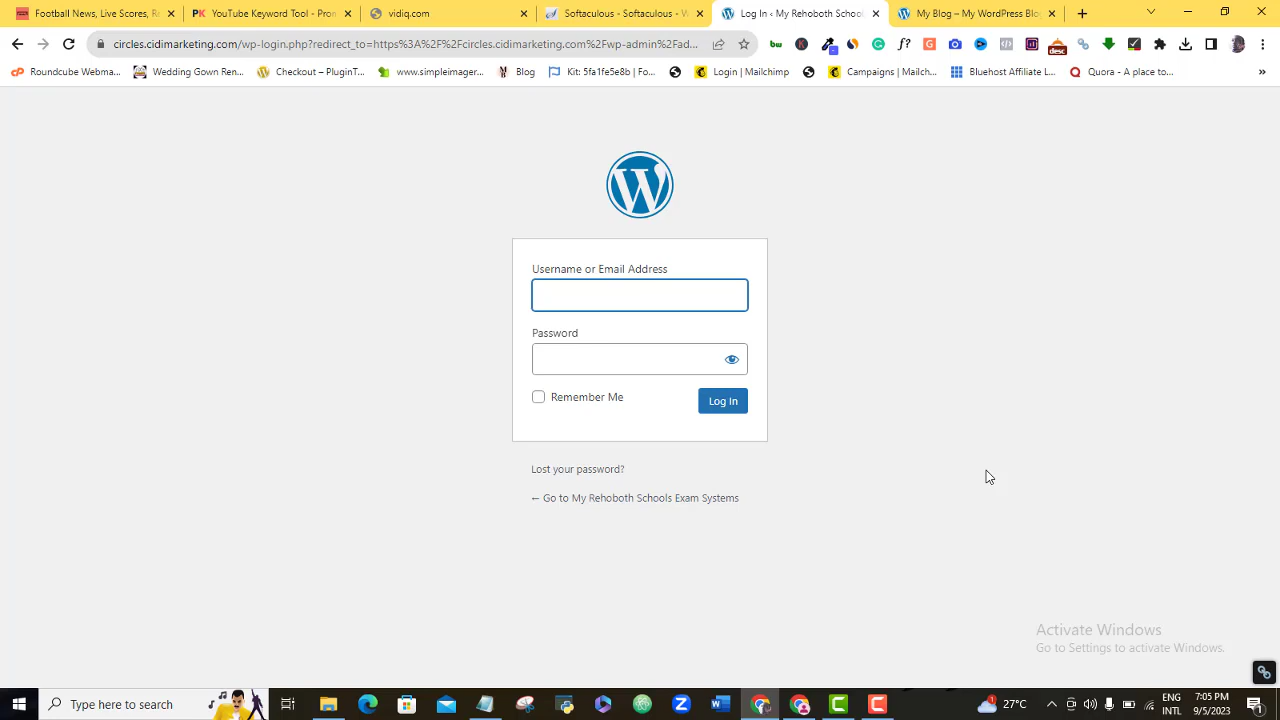 Football News, Live Scores, Re
YouTube Keyword Tool - Prom
vidiq.com
Softaculous - Softaculous - W
Log In ‹ My Rehoboth School
My Blog – My WordPress Blog
circles.cidimarketing.com/wp-login.php?redirect_to=https%3A%2F%2Fcircles.cidimarketing.com%2Fwp-admin%2Fad...
desc
Roundcube Webma...
Wedding Gown Ren...
Checkout – PluginT...
www.simpleimager...
Blog
Kit: 5fa1fe5e8b | Fo...
Login | Mailchimp
Campaigns | Mailch...
Bluehost Affiliate L...
Quora - A place to...
»
Username or Email Address
Password
Remember Me
Log In
Lost your password?
← Go to My Rehoboth Schools Exam Systems
Activate Windows
Go to Settings to activate Windows.
Type here to search
27°C
ENG
INTL
7:05 PM
9/5/2023